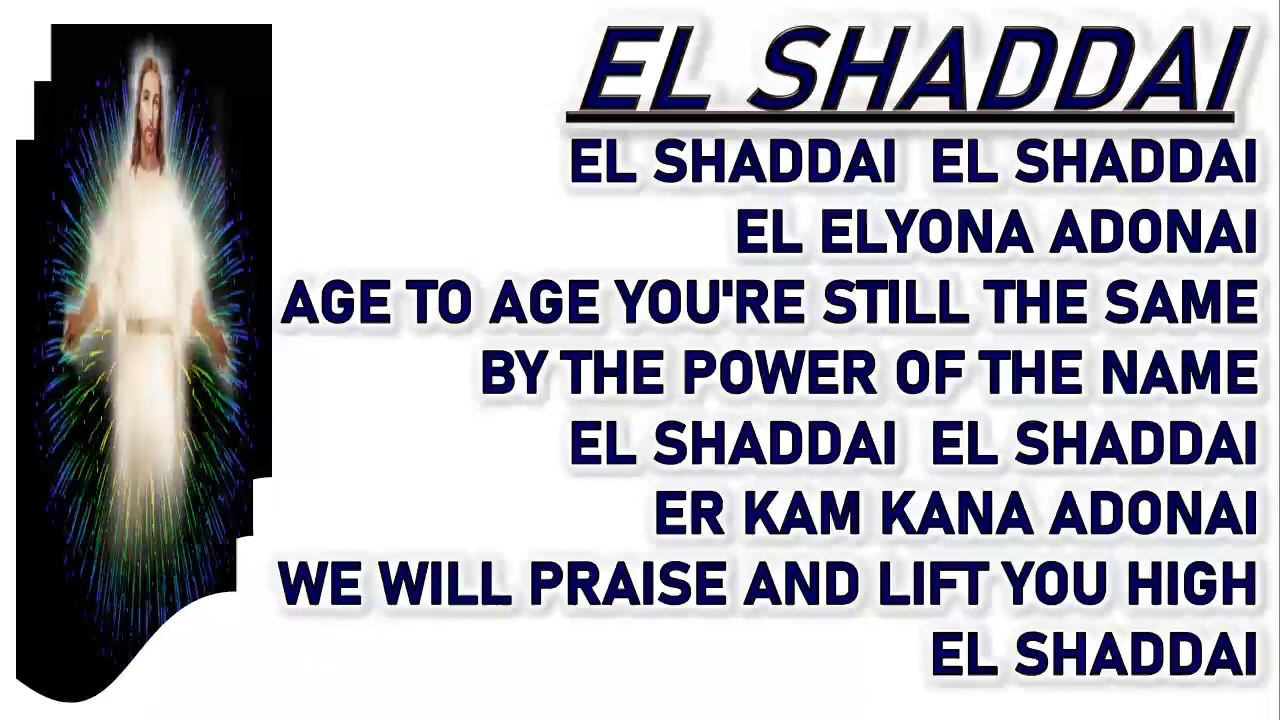 EL SHADDAI
EL SHADDAI  EL SHADDAI
EL ELYONA ADONAI
AGE TO AGE YOU'RE STILL THE SAME
BY THE POWER OF THE NAME
EL SHADDAI  EL SHADDAI
ER KAM KANA ADONAI
WE WILL PRAISE AND LIFT YOU HIGH
EL SHADDAI